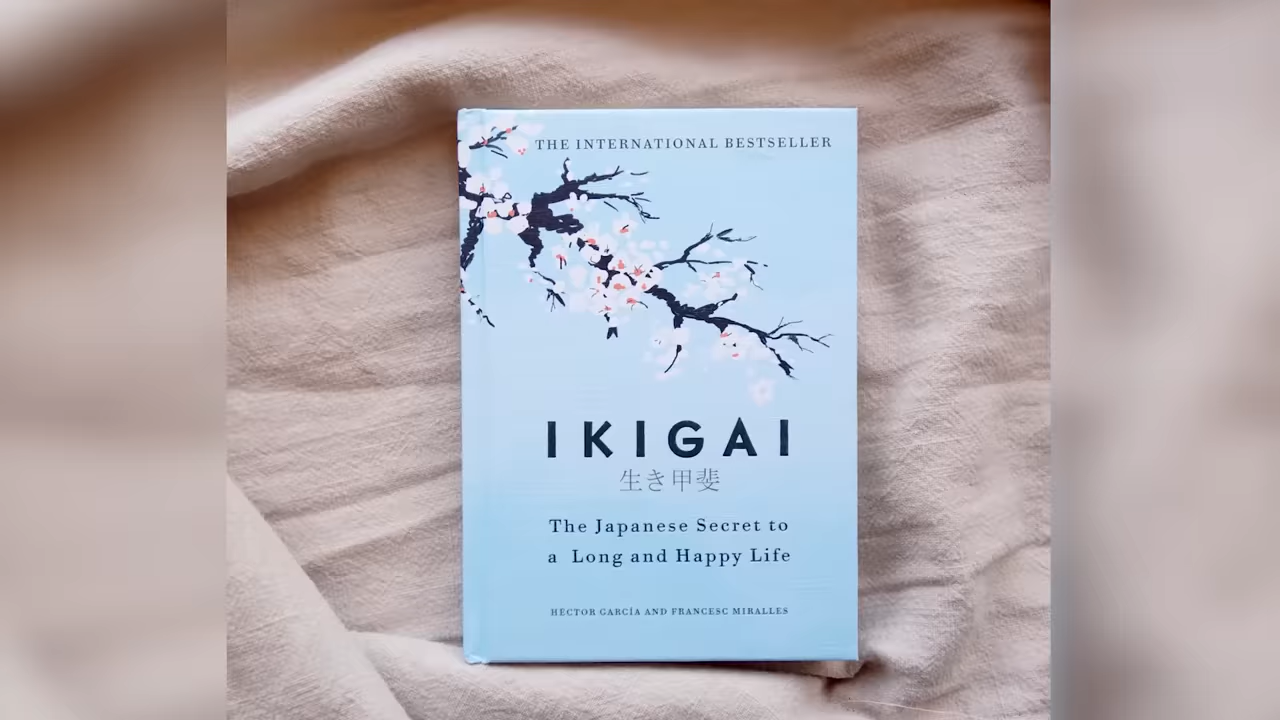 THE INTERNATIONAL BESTSELLER
IKIGAI
生き甲斐
The Japanese Secret to
a Long and Happy Life
HÉCTOR GARCÍA AND FRANCESC MIRALLES